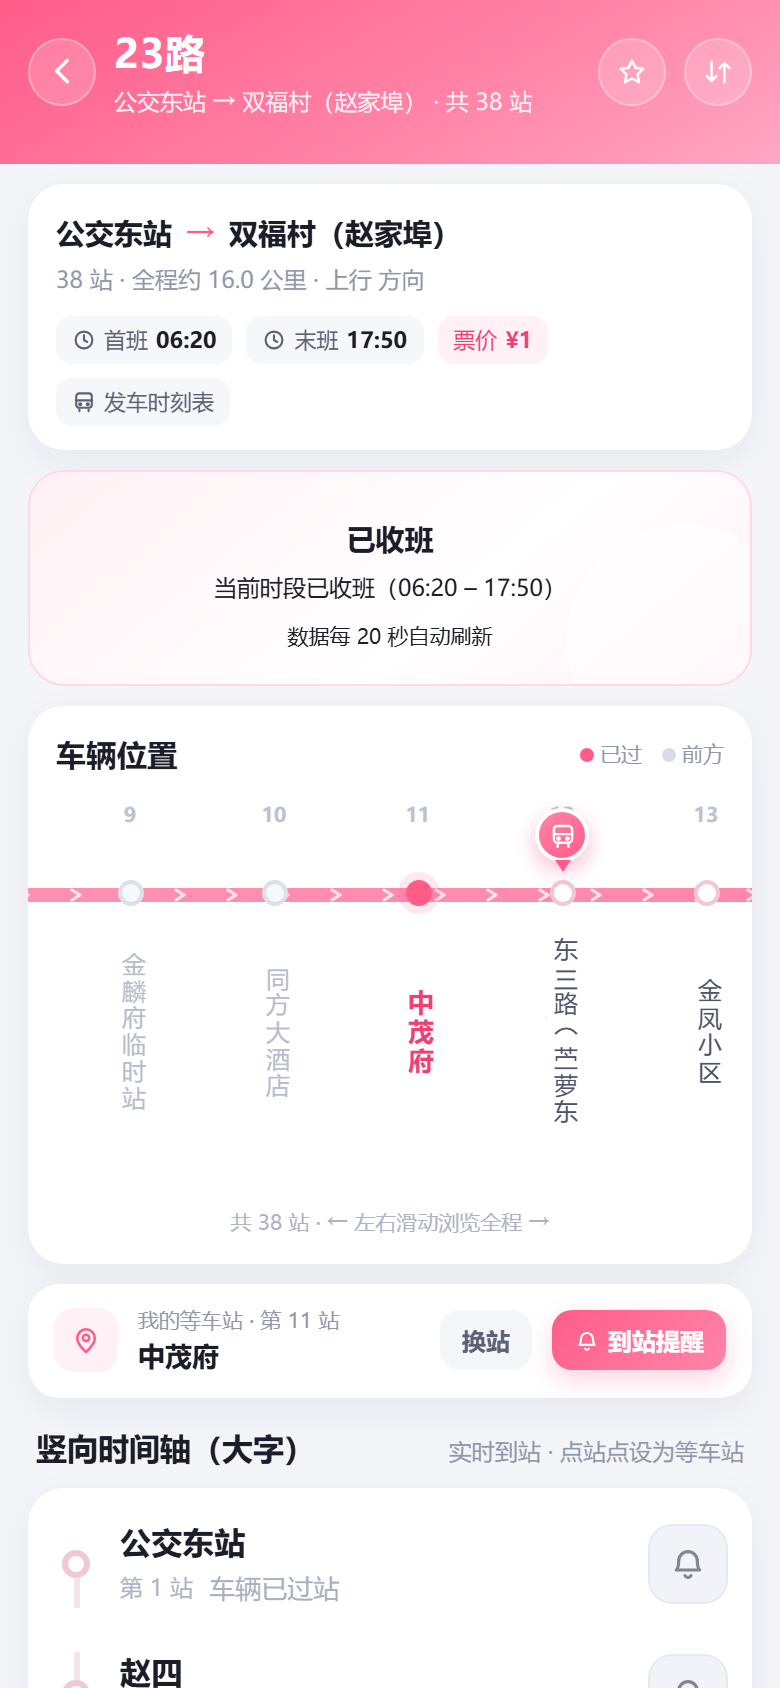 23路
公交东站 → 双福村（赵家埠） · 共 38 站
公交东站 → 双福村（赵家埠）
38 站 · 全程约 16.0 公里 · 上行 方向
首班 06:20
末班 17:50
票价 ¥1
发车时刻表
已收班
当前时段已收班（06:20 – 17:50）
数据每 20 秒自动刷新
车辆位置
已过
前方
9
10
11
13
金麟府临时站
同方大酒店
中茂府
东三路（苎萝东
金凤小区
共 38 站 · ← 左右滑动浏览全程 →
我的等车站 · 第 11 站
中茂府
换站
到站提醒
竖向时间轴（大字）
实时到站 · 点站点设为等车站
公交东站
第 1 站 车辆已过站
赵四